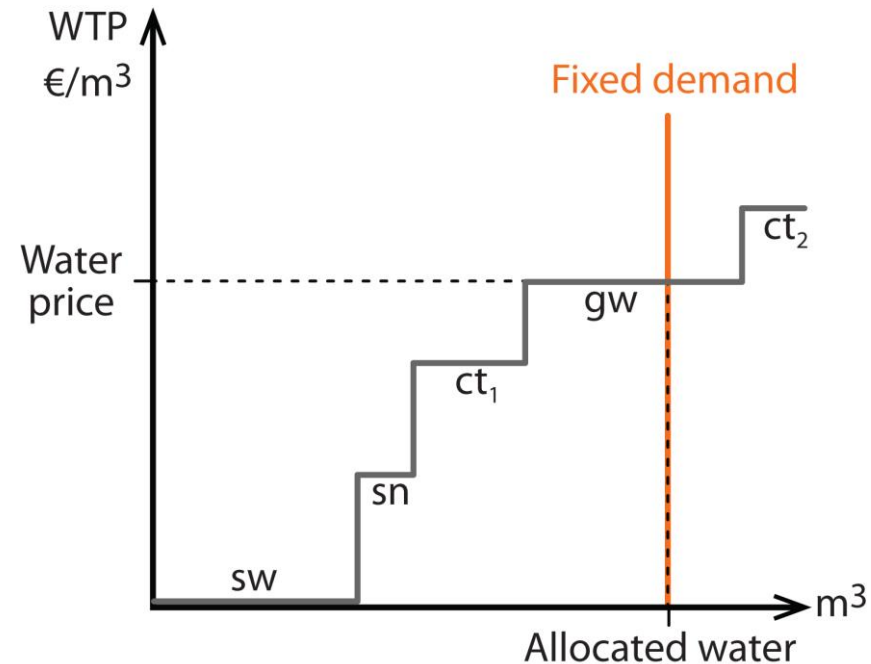 WTP
€/m³
Fixed demand
ct₂
Water
price
gw
ct₁
sn
sw
m³
Allocated water